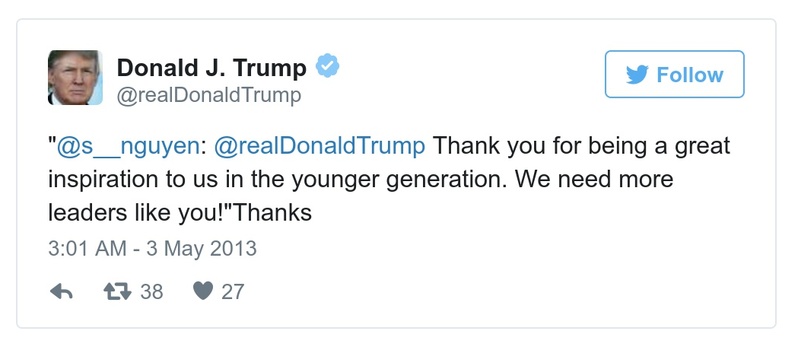 Donald J. Trump
@realDonaldTrump
Follow
"@s__nguyen: @realDonaldTrump Thank you for being a great
inspiration to us in the younger generation. We need more
leaders like you!"Thanks
3:01 AM - 3 May 2013
38 27